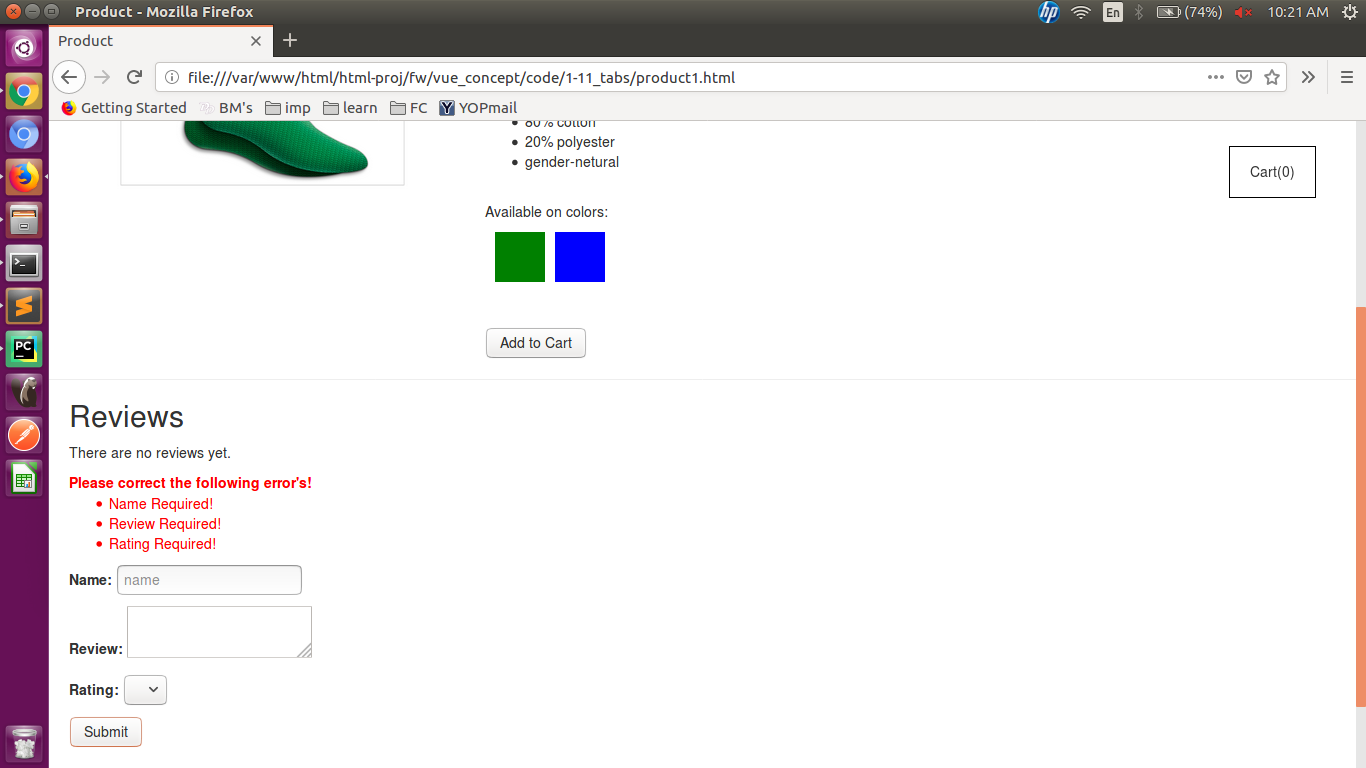 Product - Mozilla Firefox
hp En (74%) 10:21 AM
Product
file:///var/www/html/html-proj/fw/vue_concept/code/1-11_tabs/product1.html
Getting Started BM's imp learn FC Y YOPmail
80% cotton
20% polyester
gender-netural
Cart(0)
Available on colors:
PC
Add to Cart
Reviews
There are no reviews yet.
Please correct the following error's!
Name Required!
Review Required!
Rating Required!
Name: name
Review:
Rating:
Submit